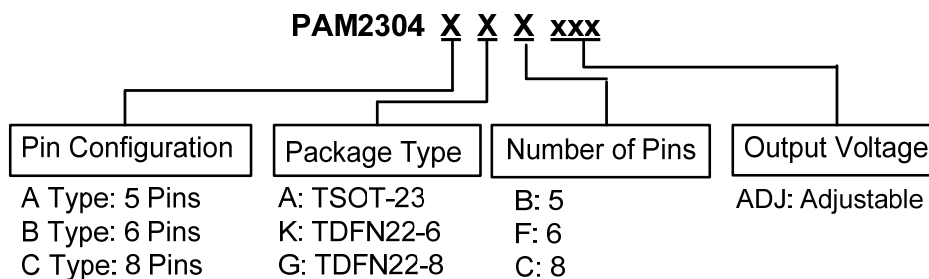 PAM2304 X X X xxx
Pin Configuration
A Type: 5 Pins
B Type: 6 Pins
C Type: 8 Pins
Package Type
A: TSOT-23
K: TDFN22-6
G: TDFN22-8
Number of Pins
B: 5
F: 6
C: 8
Output Voltage
ADJ: Adjustable